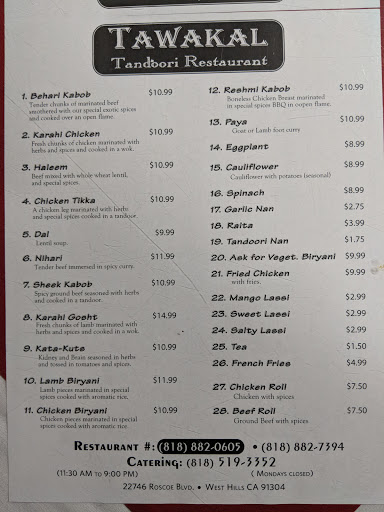 TAWAKAL
Tandoori Restaurant
1. Behari Kabob $10.99
Tender chunks of marinated beef
smothered with our special exotic spices
and cooked over an open flame.
2. Karahi Chicken $10.99
Fresh chunks of chicken marinated with
herbs and spices and cooked in a wok.
3. Haleem $10.99
Beef mixed with whole wheat lentil,
and special spices.
4. Chicken Tikka $10.99
A chicken leg marinated with herbs
and special spices cooked in a tandoor.
5. Dal $9.99
Lentil soup.
6. Nihari $11.99
Tender beef immersed in spicy curry.
7. Sheek Kabob $10.99
Spicy ground beef seasoned with herbs
and cooked in a tandoor.
8. Karahi Gosht $14.99
Fresh chunks of lamb marinated with
herbs and spices and cooked in a wok.
9. Kata-Kute $10.99
Kidney and Brain seasoned in herbs
and tossed in tomatoes and spices.
10. Lamb Biryani $11.99
Lamb pieces marinated in special
spices cooked with aromatic rice.
11. Chicken Biryani $10.99
Chicken pieces marinated in special
spices cooked with aromatic rice.
12. Reshmi Kabob $10.99
Boneless Chicken Breast marinated
in special spices BBQ in oopen flame.
13. Paya $10.99
Goat or Lamb foot curry
14. Eggplant $8.99
15. Cauliflower $8.99
Cauliflower with potatoes (seasonal)
16. Spinach $8.99
17. Garlic Nan $2.75
18. Raita $3.99
19. Tandoori Nan $1.75
20. Ask for Veget. Biryani $9.99
21. Fried Chicken $9.99
with fries.
22. Mango Lassi $2.99
23. Sweet Lassi $2.99
24. Salty Lassi $2.99
25. Tea $1.50
26. French Fries $4.99
27. Chicken Roll $7.50
Chicken with spices
28. Beef Roll $7.50
Ground Beef with spices
RESTAURANT #: (818) 882-0605 • (818) 882-7394
CATERING: (818) 519-3352
(11:30 AM TO 9:00 PM) ( MONDAYS CLOSED)
22746 ROSCOE BLVD. • WEST HILLS CA 91304